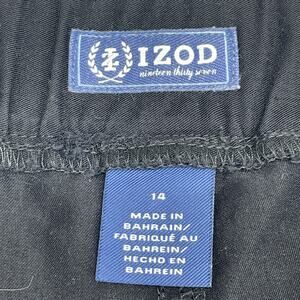 IZOD
nineteen thirty seven
14
MADE IN
BAHRAIN/
FABRIQUÉ AU
BAHREIN/
HECHO EN
BAHREIN